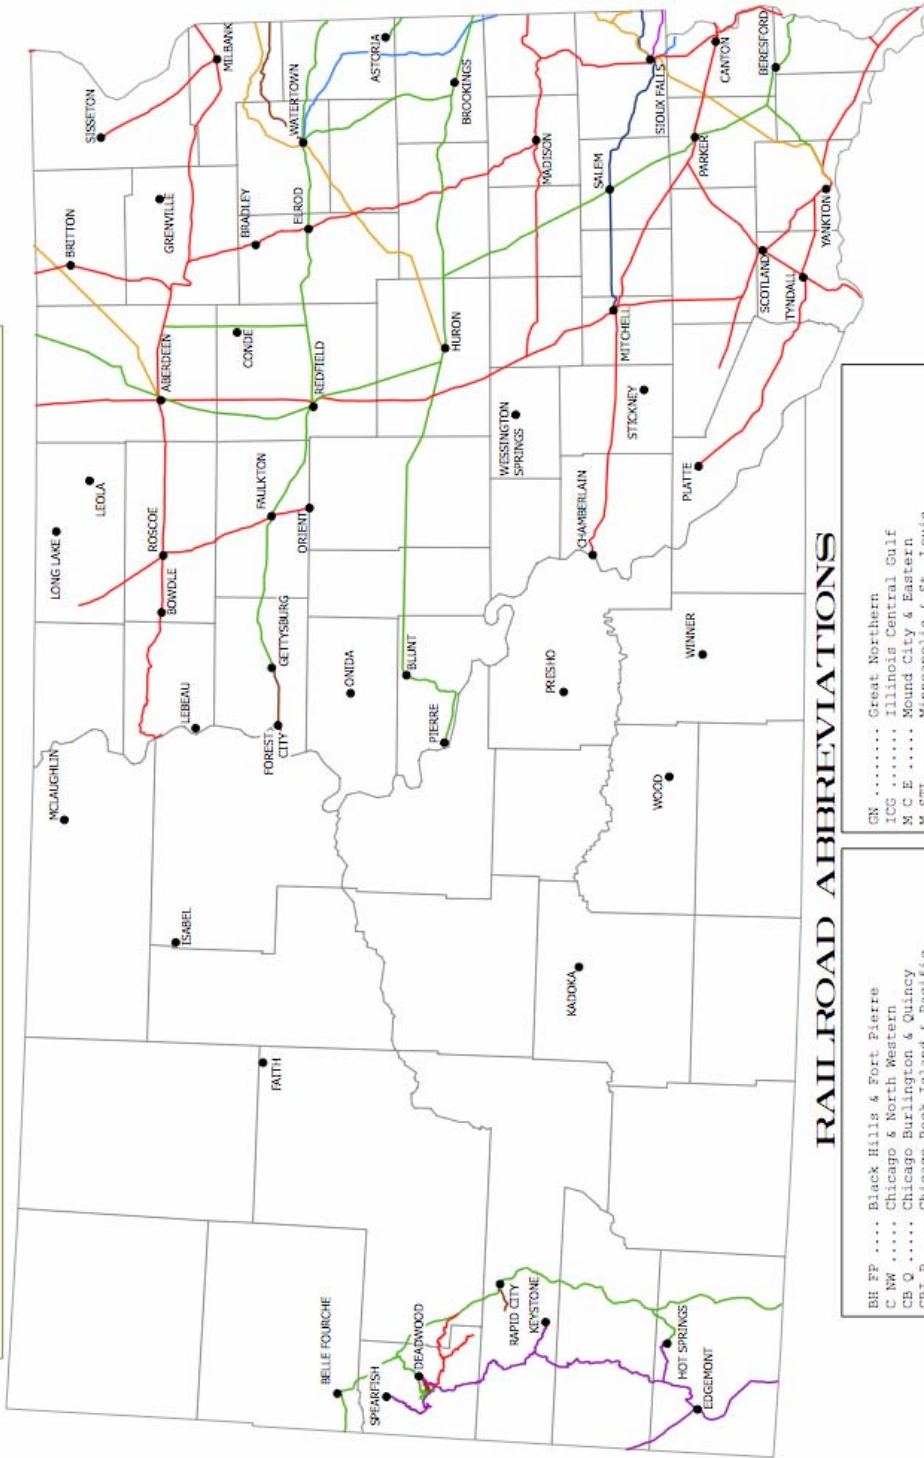 MCLAUGHLIN
LONG LAKE
LEOLA
BRITTON
SISSETON
ISABEL
LEBEAU
BOWDLE
ROSCOE
ABERDEEN
GRENVILLE
MILBANK
FAITH
FOREST
CITY
GETTYSBURG
FAULKTON
ORIENT
CONDE
REDFIELD
BRADLEY
ELROD
WATERTOWN
BELLE FOURCHE
SPEARFISH
DEADWOOD
ONIDA
PIERRE
BLUNT
HURON
ASTORIA
BROOKINGS
RAPID CITY
KEYSTONE
KADOKA
PRESHO
CHAMBERLAIN
WESSINGTON
SPRINGS
STICKNEY
MITCHELL
MADISON
SALEM
SIOUX FALLS
HOT SPRINGS
EDGEMONT
WOOD
WINNER
PLATTE
SCOTLAND
TYNDALL
PARKER
CANTON
BERESFORD
YANKTON
RAILROAD ABBREVIATIONS
BH FP .... Black Hills & Fort Pierre
C NW ..... Chicago & North Western
CB Q ..... Chicago Burlington & Quincy
GN ........ Great Northern
ICG ....... Illinois Central Gulf
M C E ..... Mound City & Eastern